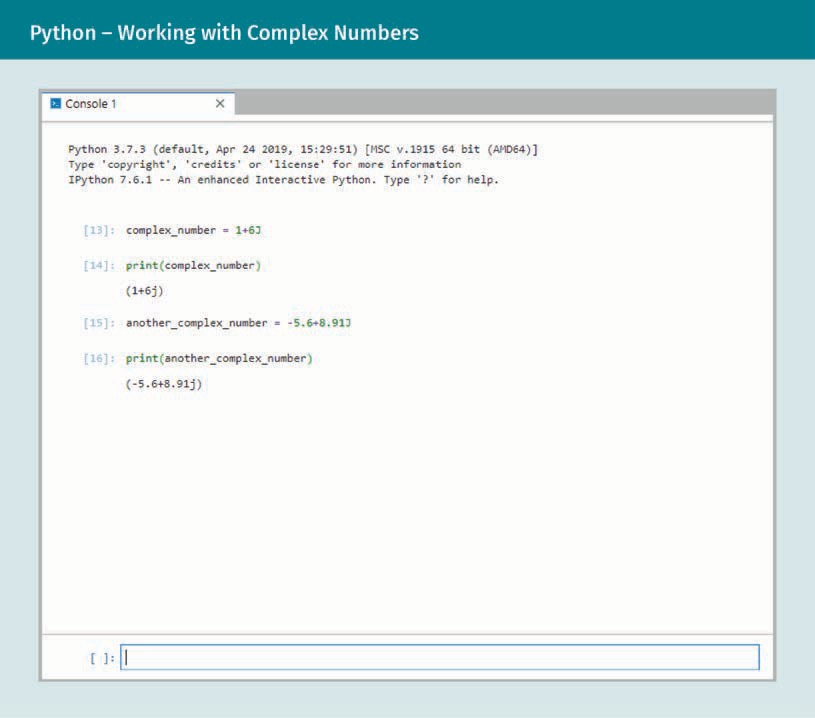 Python – Working with Complex Numbers
Console 1
Python 3.7.3 (default, Apr 24 2019, 15:29:51) [MSC v.1915 64 bit (AMD64)]
Type 'copyright', 'credits' or 'license' for more information
IPython 7.6.1 -- An enhanced Interactive Python. Type '?' for help.
[13]: complex_number = 1+6J
[14]: print(complex_number)
(1+6j)
[15]: another_complex_number = -5.6+8.91J
[16]: print(another_complex_number)
(-5.6+8.91j)
[ ]: